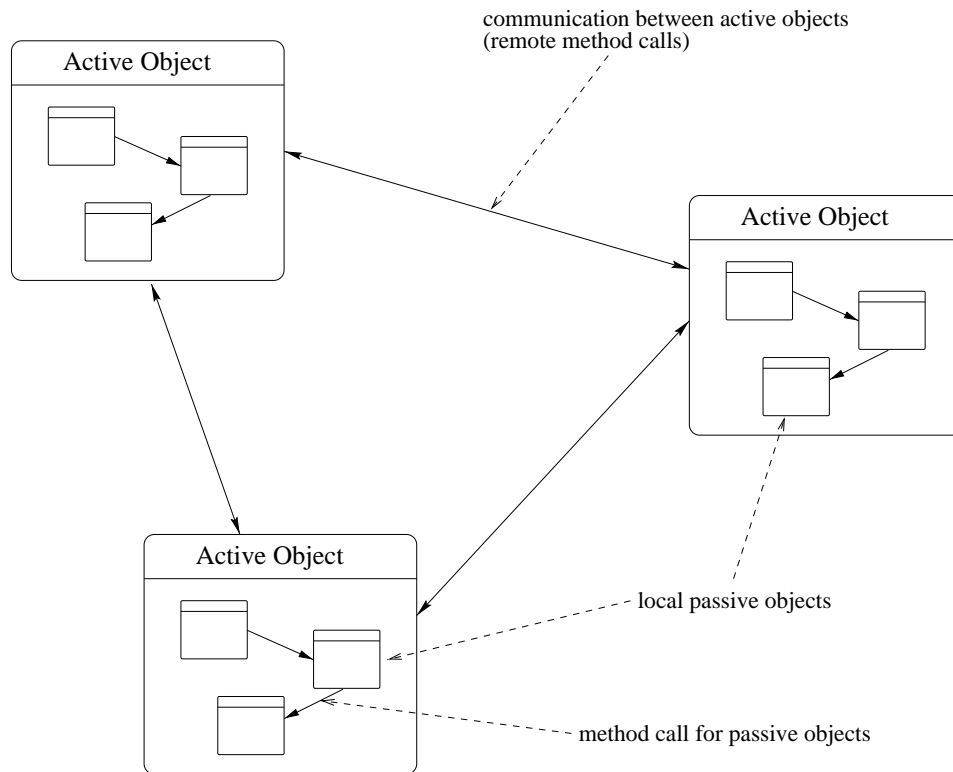 communication between active objects
(remote method calls)
Active Object
Active Object
Active Object
local passive objects
method call for passive objects